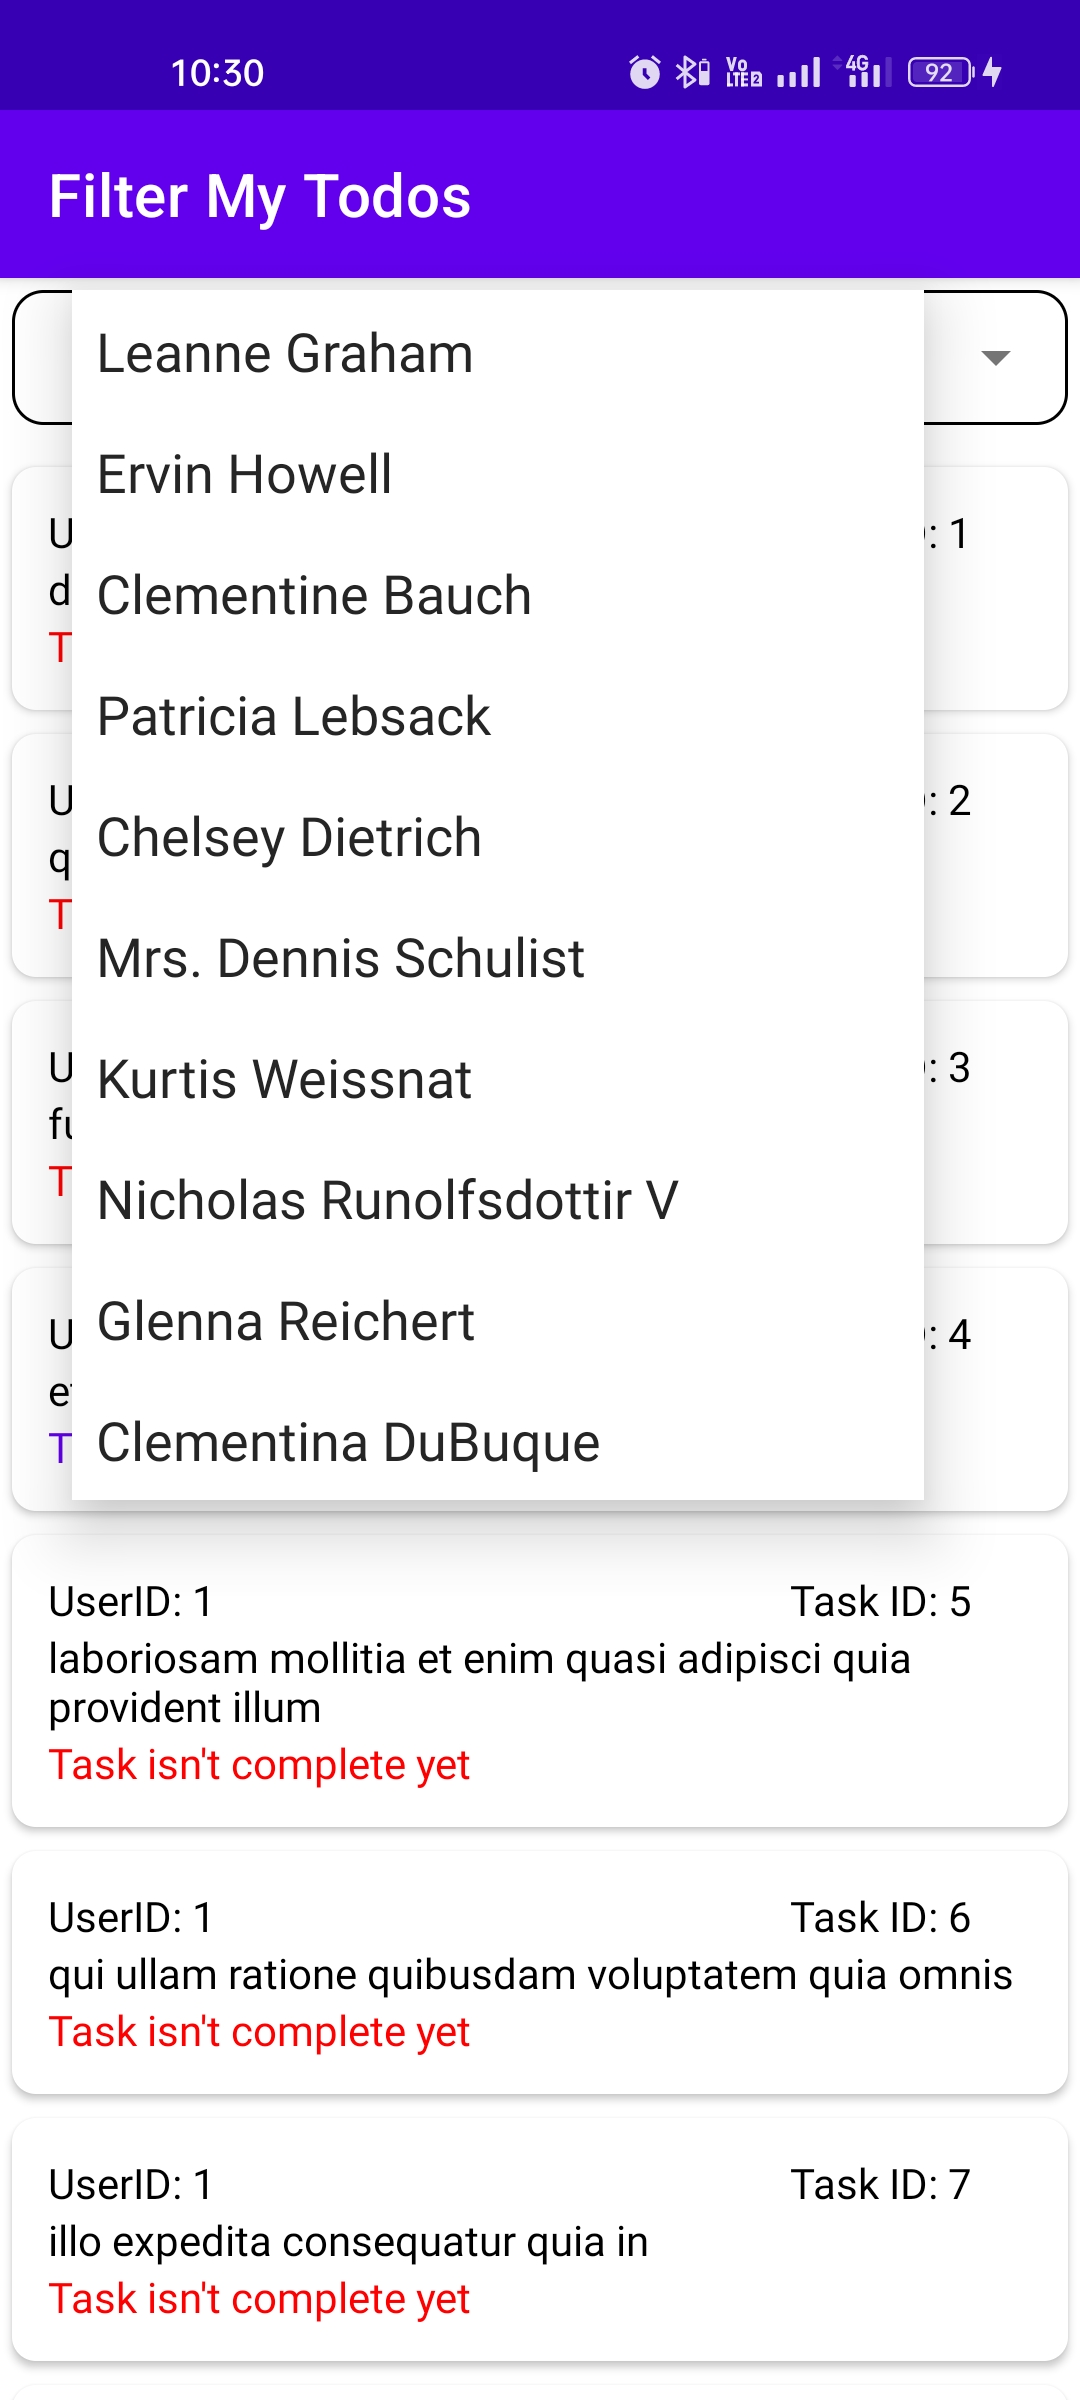 10:30
Vo LTE 2
4G
92
Filter My Todos
Leanne Graham
Ervin Howell
: 1
Clementine Bauch
Patricia Lebsack
: 2
Chelsey Dietrich
Mrs. Dennis Schulist
: 3
Kurtis Weissnat
Nicholas Runolfsdottir V
Glenna Reichert
: 4
Clementina DuBuque
UserID: 1
Task ID: 5
laboriosam mollitia et enim quasi adipisci quia
provident illum
Task isn't complete yet
UserID: 1
Task ID: 6
qui ullam ratione quibusdam voluptatem quia omnis
Task isn't complete yet
UserID: 1
Task ID: 7
illo expedita consequatur quia in
Task isn't complete yet